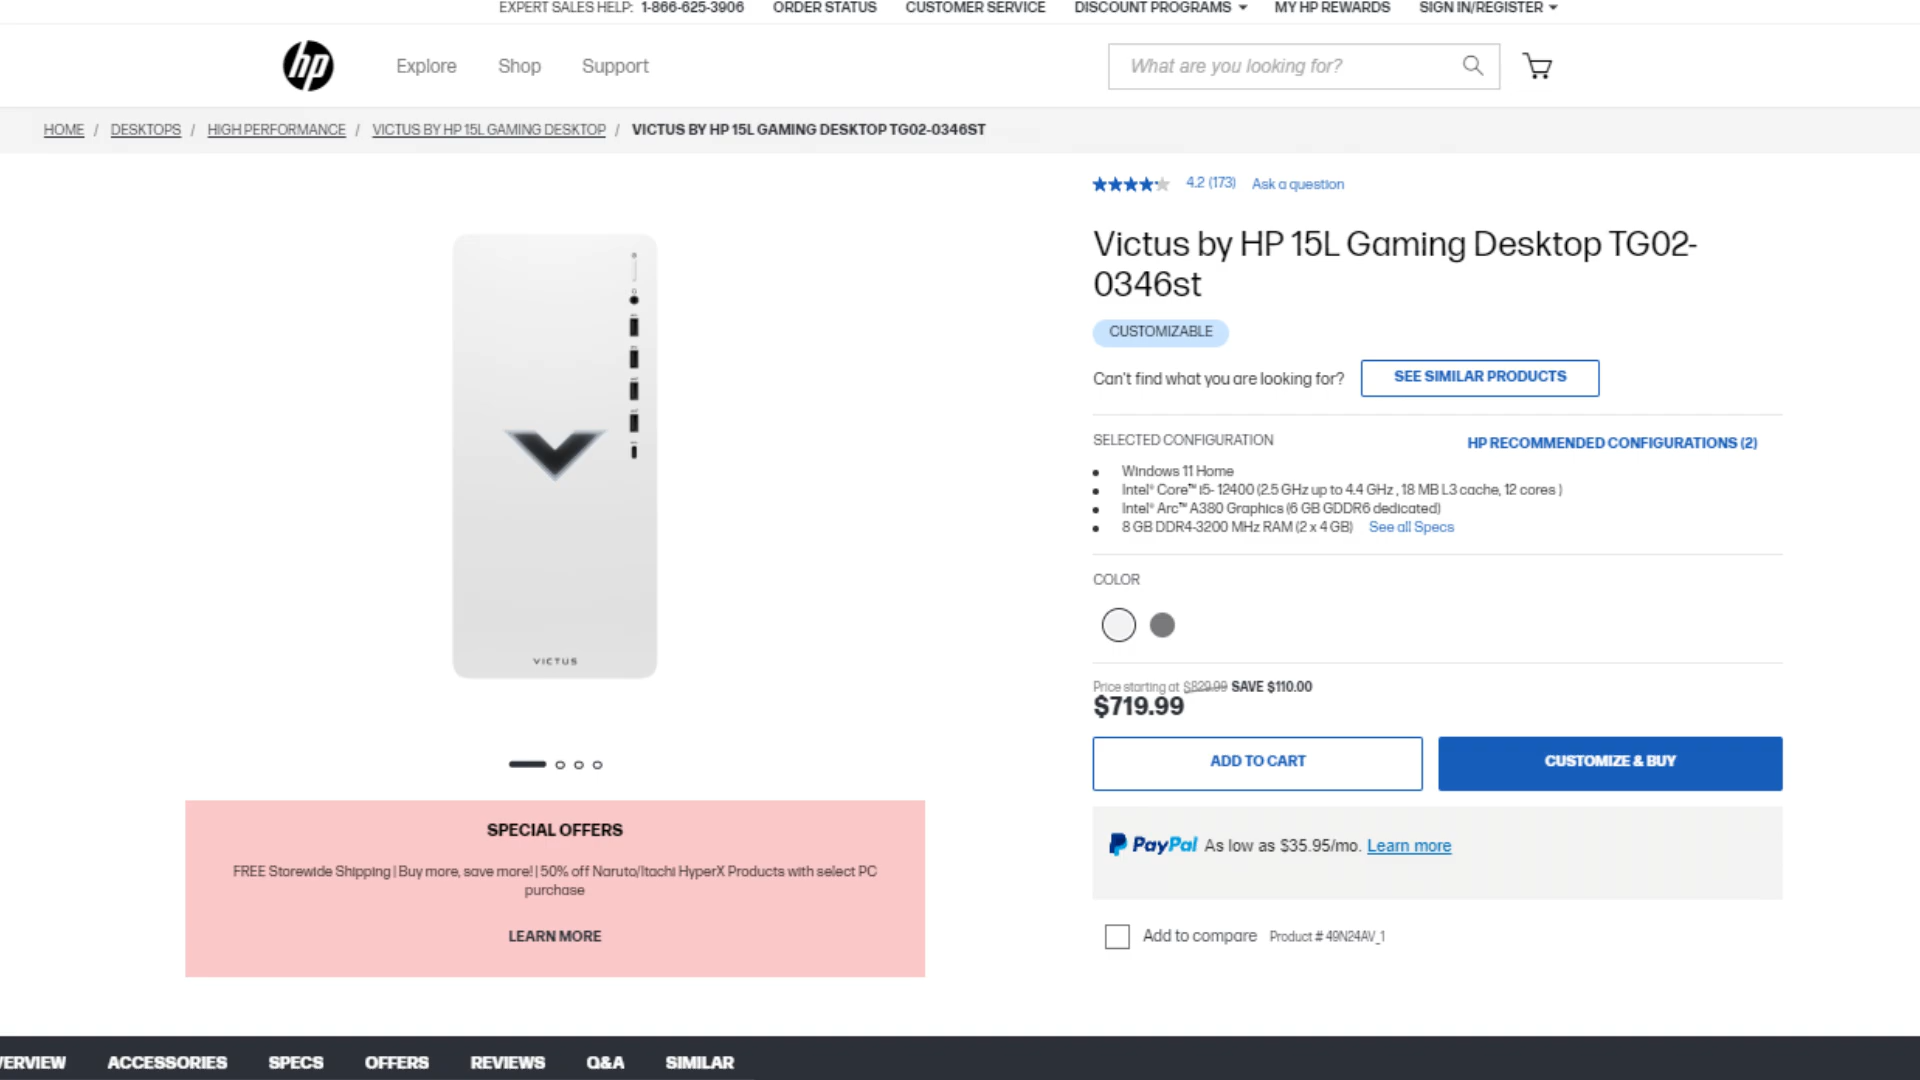 EXPERT SALES HELP: 1-866-625-3906 ORDER STATUS CUSTOMER SERVICE DISCOUNT PROGRAMS MY HP REWARDS SIGN IN/REGISTER
hp Explore Shop Support What are you looking for?
HOME / DESKTOPS / HIGH PERFORMANCE / VICTUS BY HP 15L GAMING DESKTOP / VICTUS BY HP 15L GAMING DESKTOP TG02-0346ST
4.2 (173) Ask a question
Victus by HP 15L Gaming Desktop TG02-
0346st
CUSTOMIZABLE
Can't find what you are looking for? SEE SIMILAR PRODUCTS
SELECTED CONFIGURATION HP RECOMMENDED CONFIGURATIONS (2)
Windows 11 Home
Intel® Core™ i5- 12400 (2.5 GHz up to 4.4 GHz , 18 MB L3 cache, 12 cores )
Intel® Arc™ A380 Graphics (6 GB GDDR6 dedicated)
8 GB DDR4-3200 MHz RAM (2 x 4 GB) See all Specs
COLOR
VICTUS
Price starting at $829.99 SAVE $110.00
$719.99
ADD TO CART CUSTOMIZE & BUY
PayPal As low as $35.95/mo. Learn more
Add to compare Product # 49N24AV_1
SPECIAL OFFERS
FREE Storewide Shipping | Buy more, save more! | 50% off Naruto/Itachi HyperX Products with select PC
purchase
LEARN MORE
VERVIEW ACCESSORIES SPECS OFFERS REVIEWS Q&A SIMILAR